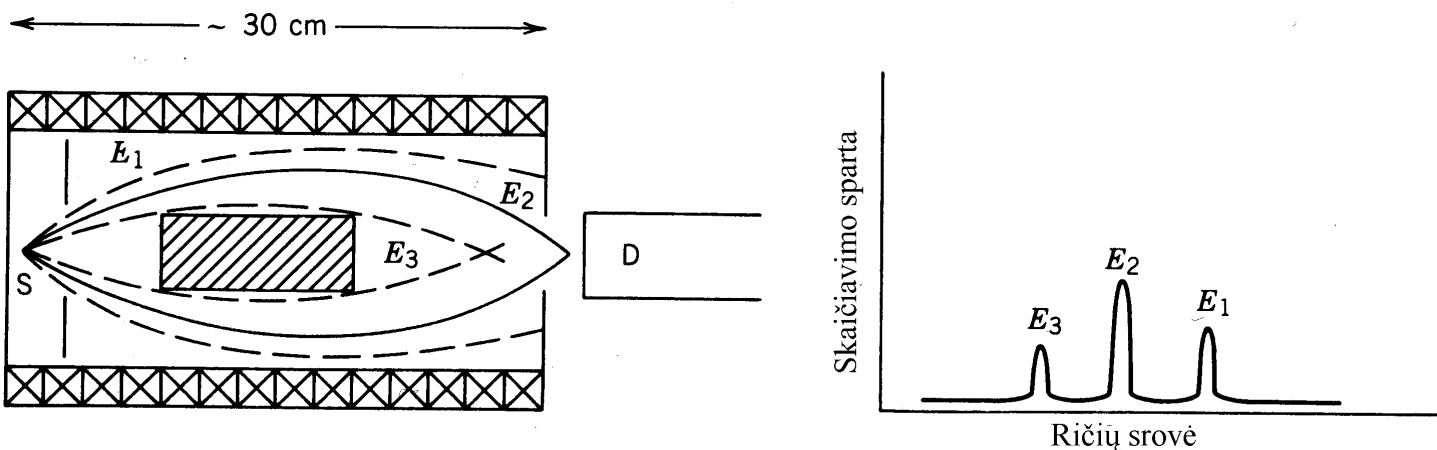 ~ 30 cm
E₁
E₂
E₃
S
D
Skaičiavimo sparta
E₂
E₃
E₁
Ričių srovė